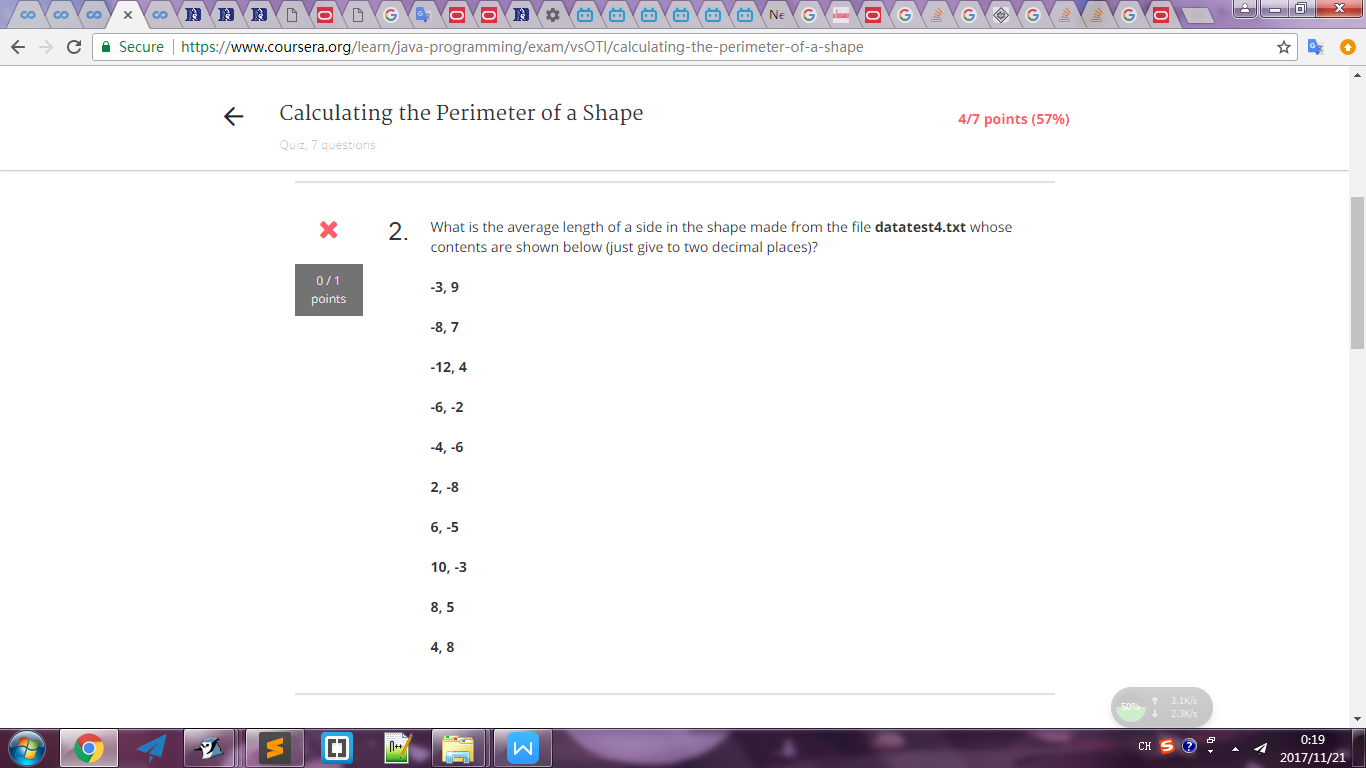 Ne
Secure https://www.coursera.org/learn/java-programming/exam/vsOTl/calculating-the-perimeter-of-a-shape
Calculating the Perimeter of a Shape
4/7 points (57%)
Quiz, 7 questions
2. What is the average length of a side in the shape made from the file datatest4.txt whose
contents are shown below (just give to two decimal places)?
0 / 1
points
-3, 9
-8, 7
-12, 4
-6, -2
-4, -6
2, -8
6, -5
10, -3
8, 5
4, 8
50%
3.1K/s
2.3K/s
CH
0:19
2017/11/21